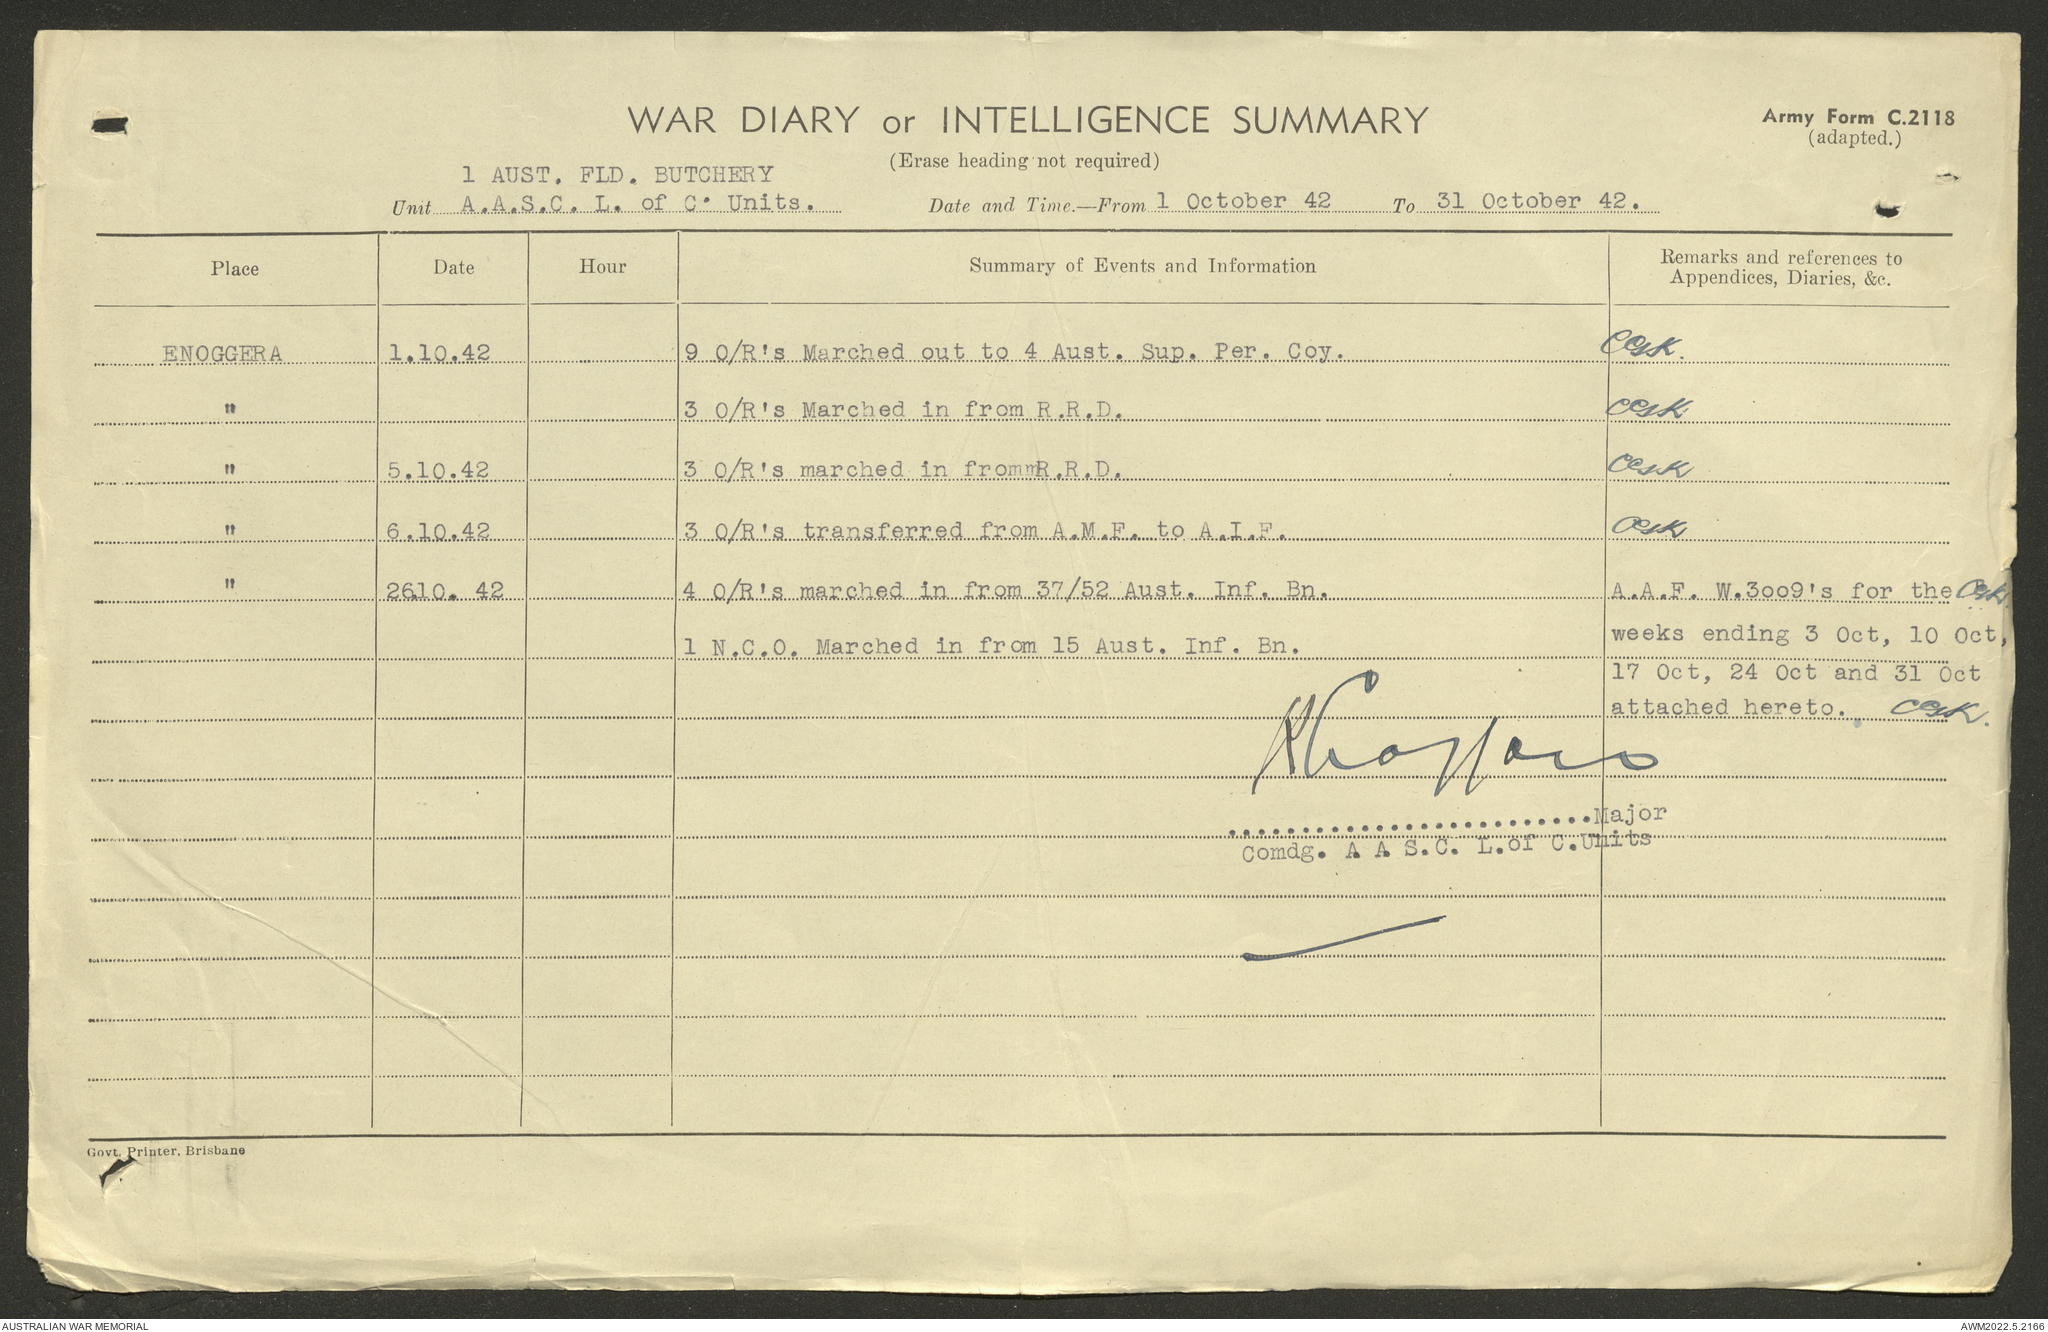 WAR DIARY or INTELLIGENCE SUMMARY
Army Form C.2118
(adapted.)
(Erase heading not required)
1 AUST. FLD. BUTCHERY
Unit A.A.S.C. L. of C. Units.
Date and Time.—From 1 October 42 To 31 October 42.
Place Date Hour Summary of Events and Information Remarks and references to
Appendices, Diaries, &c.
ENOGGERA 1.10.42 9 O/R's Marched out to 4 Aust. Sup. Per. Coy.
" 3 O/R's Marched in from R.R.D.
" 5.10.42 3 O/R's marched in frommR.R.D.
" 6.10.42 3 O/R's transferred from A.M.F. to A.I.F.
" 2610. 42 4 O/R's marched in from 37/52 Aust. Inf. Bn. A.A.F. W.3009's for the
weeks ending 3 Oct, 10 Oct,
1 N.C.O. Marched in from 15 Aust. Inf. Bn.
17 Oct, 24 Oct and 31 Oct
attached hereto.
........................Major
Comdg. A A S.C. L.of C.Units
Govt. Printer, Brisbane
AUSTRALIAN WAR MEMORIAL
AWM2022.5.2166